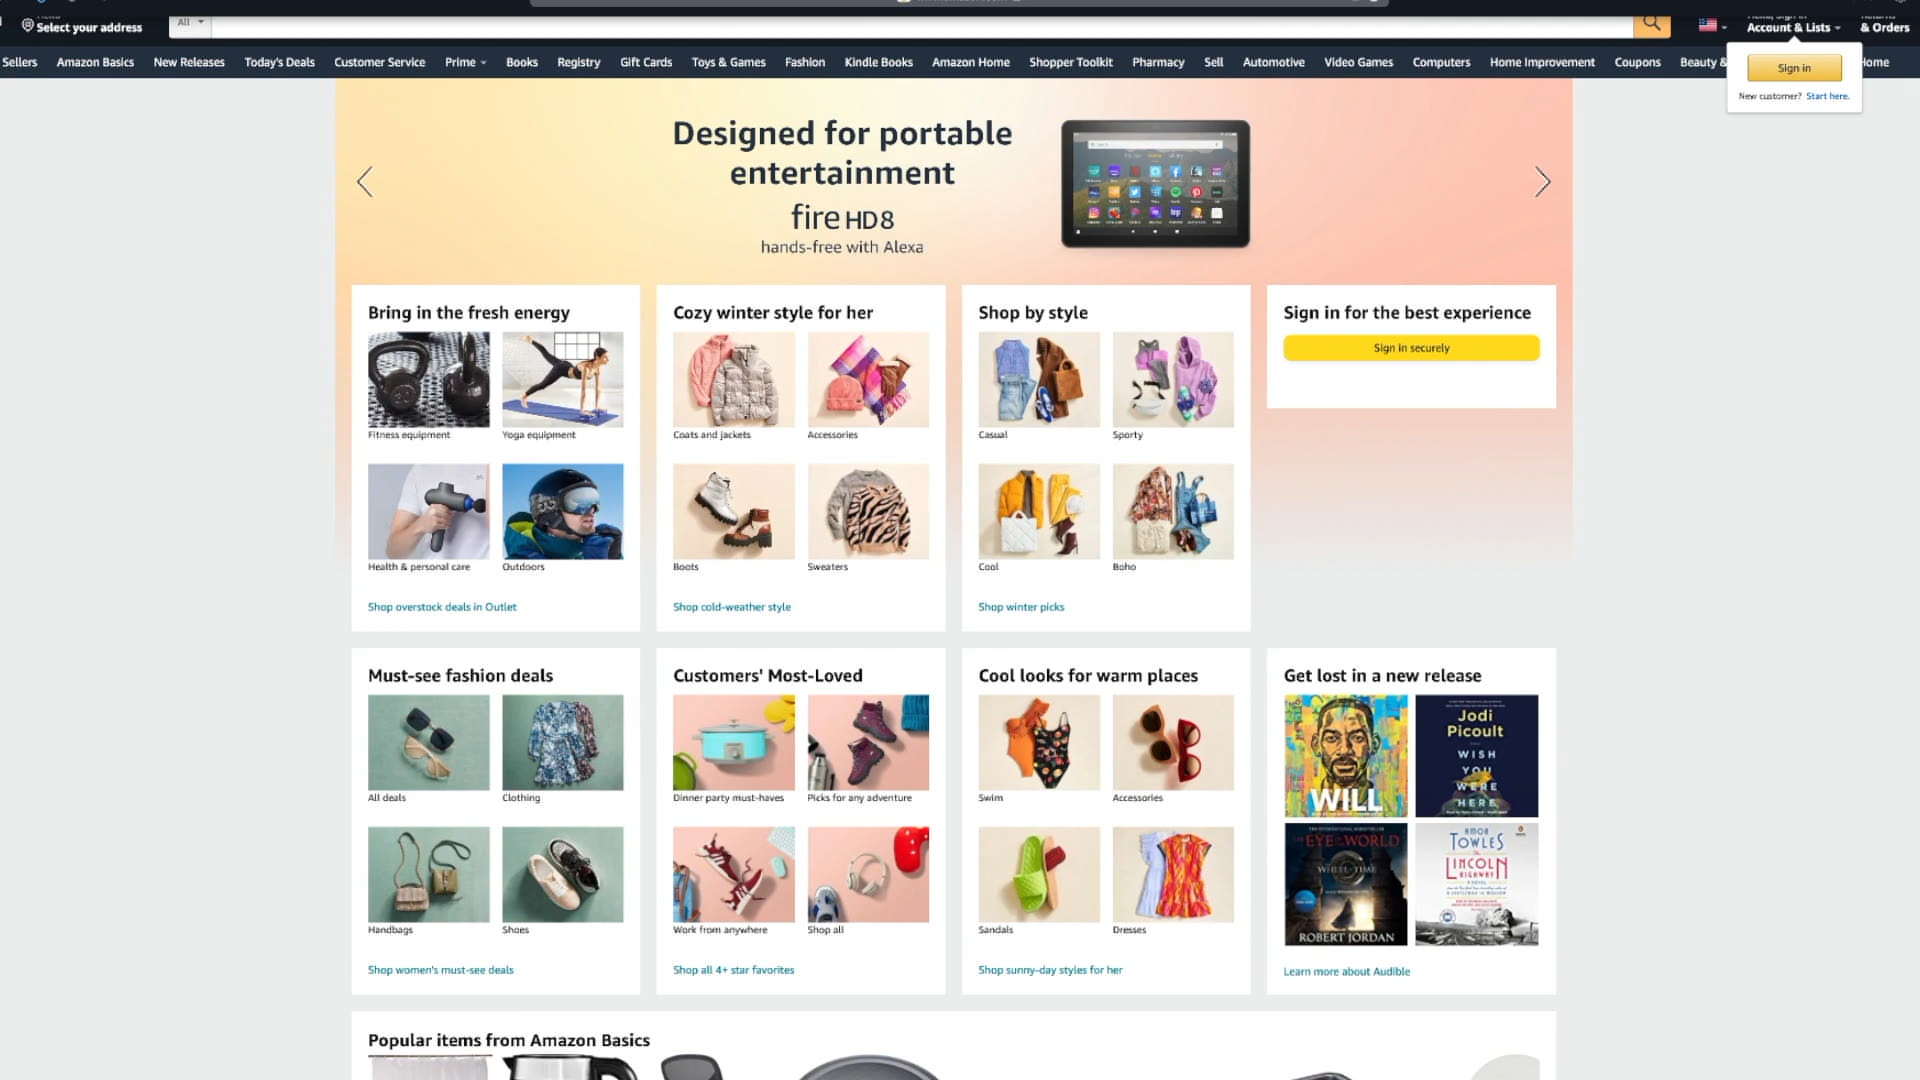 Select your address
All
Account & Lists
& Orders
Sellers
Amazon Basics
New Releases
Today's Deals
Customer Service
Prime
Books
Registry
Gift Cards
Toys & Games
Fashion
Kindle Books
Amazon Home
Shopper Toolkit
Pharmacy
Sell
Automotive
Video Games
Computers
Home Improvement
Coupons
Beauty &
Home
Sign in
New customer? Start here.
Designed for portable
entertainment
fire HD8
hands-free with Alexa
Bring in the fresh energy
Fitness equipment
Yoga equipment
Health & personal care
Outdoors
Shop overstock deals in Outlet
Cozy winter style for her
Coats and jackets
Accessories
Boots
Sweaters
Shop cold-weather style
Shop by style
Casual
Sporty
Cool
Boho
Shop winter picks
Sign in for the best experience
Sign in securely
Must-see fashion deals
All deals
Clothing
Handbags
Shoes
Shop women's must-see deals
Customers' Most-Loved
Dinner party must-haves
Picks for any adventure
Work from anywhere
Shop all
Shop all 4+ star favorites
Cool looks for warm places
Swim
Accessories
Sandals
Dresses
Shop sunny-day styles for her
Get lost in a new release
WILL
Jodi
Picoult
WISH
YOU
WERE
HERE
THE EYE OF THE WORLD
WHEEL OF TIME
ROBERT JORDAN
AMOR
TOWLES
The
LINCOLN
HIGHWAY
Learn more about Audible
Popular items from Amazon Basics